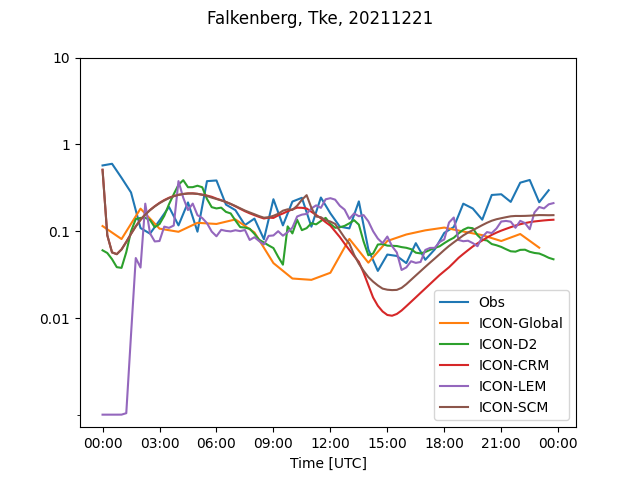 Falkenberg, Tke, 20211221
10
1
0.1
0.01
Obs
ICON-Global
ICON-D2
ICON-CRM
ICON-LEM
ICON-SCM
00:00 03:00 06:00 09:00 12:00 15:00 18:00 21:00 00:00
Time [UTC]